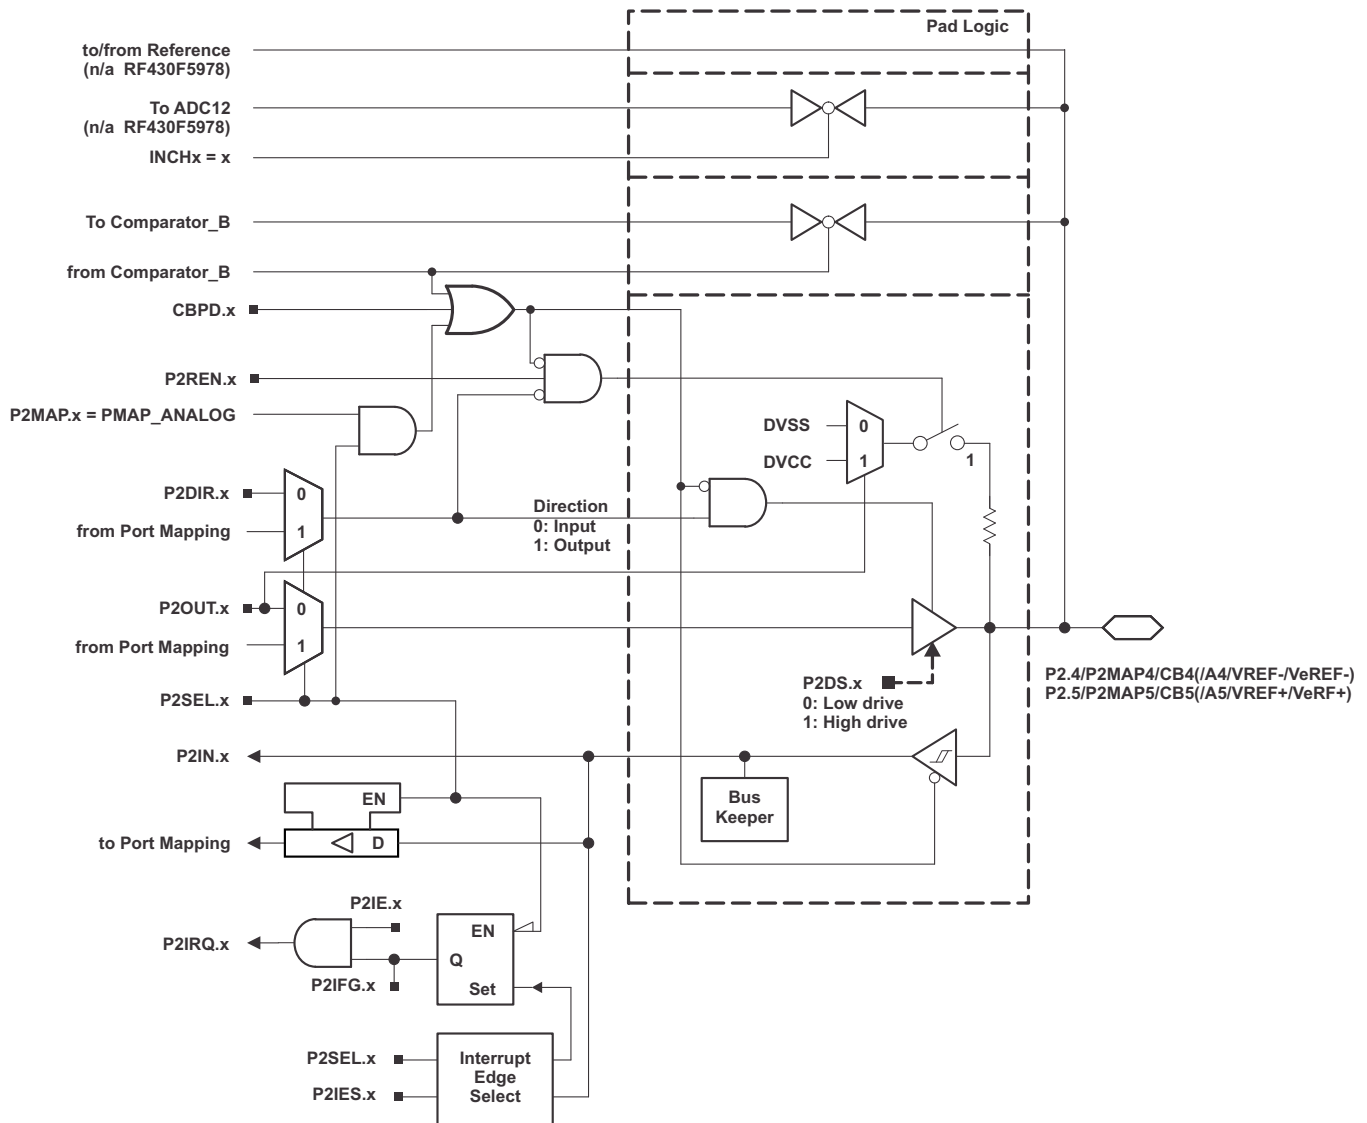 Pad Logic
to/from Reference
(n/a RF430F5978)
To ADC12
(n/a RF430F5978)
INCHx = x
To Comparator_B
from Comparator_B
CBPD.x
P2REN.x
P2MAP.x = PMAP_ANALOG
DVSS
0
DVCC
1
1
P2DIR.x
0
from Port Mapping
1
Direction
0: Input
1: Output
P2OUT.x
0
from Port Mapping
1
P2SEL.x
P2DS.x
0: Low drive
1: High drive
P2.4/P2MAP4/CB4(/A4/VREF-/VeREF-)
P2.5/P2MAP5/CB5(/A5/VREF+/VeRF+)
P2IN.x
EN
Bus
Keeper
to Port Mapping
D
P2IE.x
P2IRQ.x
EN
Q
P2IFG.x
Set
P2SEL.x
Interrupt
Edge
Select
P2IES.x